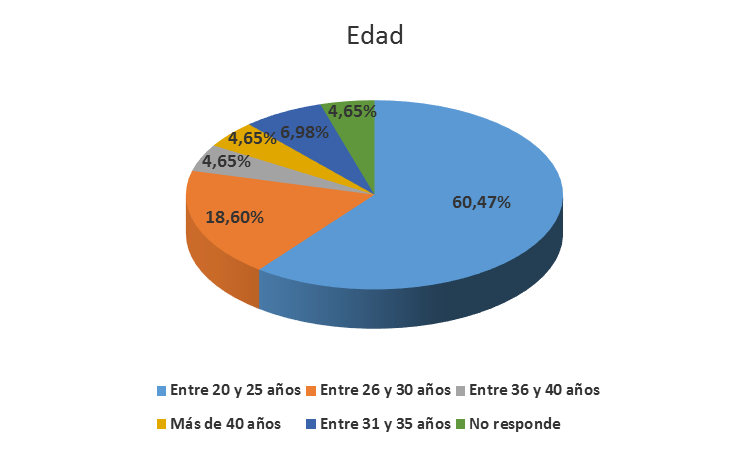 Edad
4,65%
4,65%
6,98%
4,65%
60,47%
18,60%
Entre 20 y 25 años
Entre 26 y 30 años
Entre 36 y 40 años
Más de 40 años
Entre 31 y 35 años
No responde